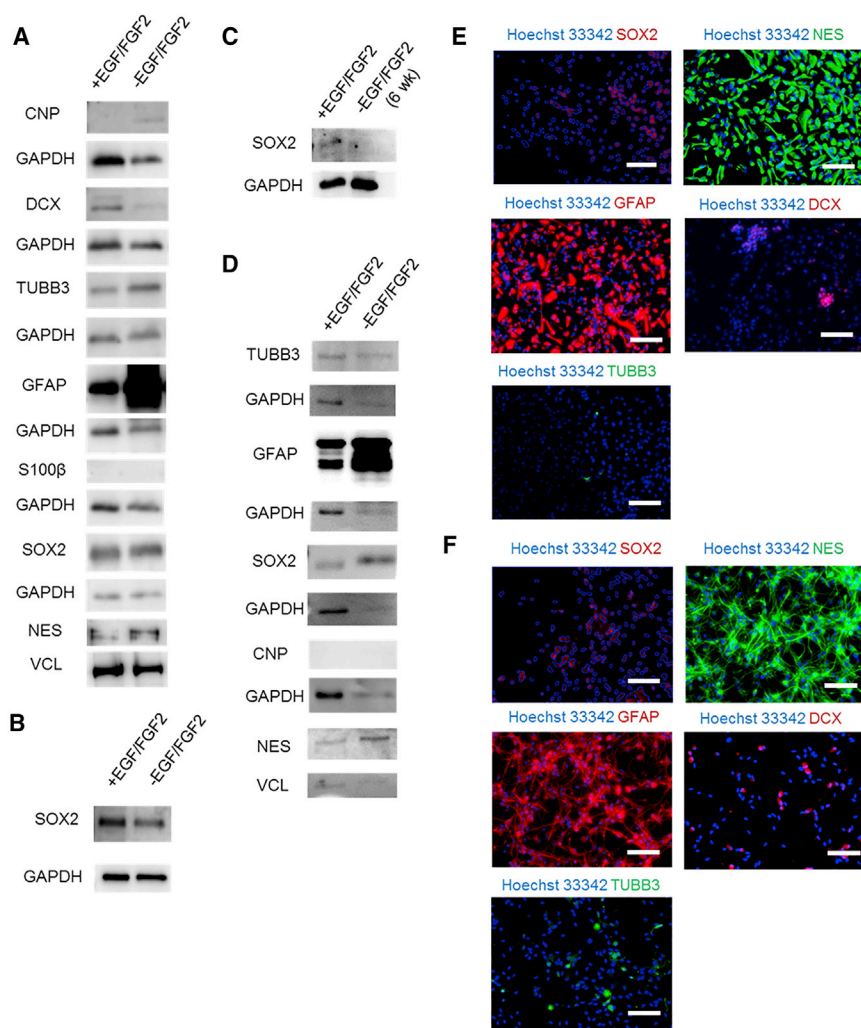 A
+EGF/FGF2
-EGF/FGF2
CNP
GAPDH
DCX
GAPDH
TUBB3
GAPDH
GFAP
GAPDH
S100β
GAPDH
SOX2
GAPDH
NES
VCL
B
+EGF/FGF2
-EGF/FGF2
SOX2
GAPDH
C
+EGF/FGF2
-EGF/FGF2
(6 wk)
SOX2
GAPDH
D
+EGF/FGF2
-EGF/FGF2
TUBB3
GAPDH
GFAP
GAPDH
SOX2
GAPDH
CNP
GAPDH
NES
VCL
E
Hoechst 33342 SOX2
Hoechst 33342 NES
Hoechst 33342 GFAP
Hoechst 33342 DCX
Hoechst 33342 TUBB3
F
Hoechst 33342 SOX2
Hoechst 33342 NES
Hoechst 33342 GFAP
Hoechst 33342 DCX
Hoechst 33342 TUBB3